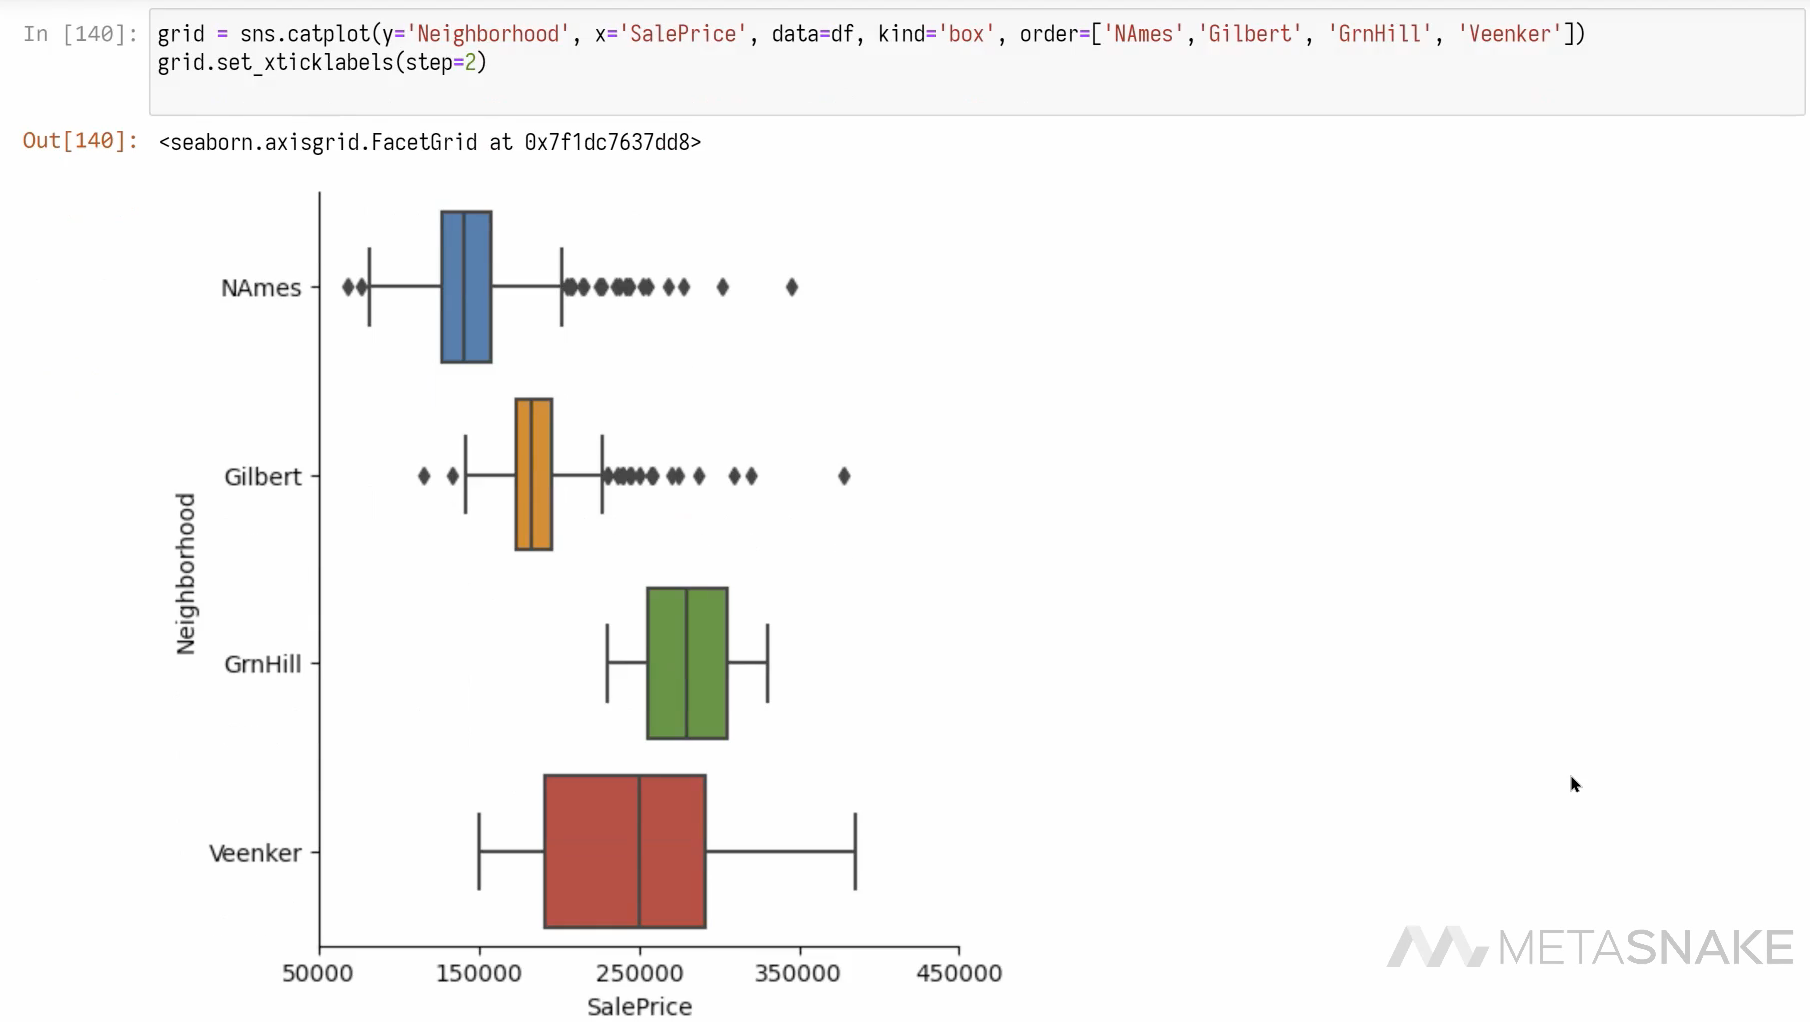 In [140]: grid = sns.catplot(y='Neighborhood', x='SalePrice', data=df, kind='box', order=['NAmes','Gilbert', 'GrnHill', 'Veenker'])
grid.set_xticklabels(step=2)
Out[140]: <seaborn.axisgrid.FacetGrid at 0x7f1dc7637dd8>
NAmes
Gilbert
Neighborhood
GrnHill
Veenker
50000 150000 250000 350000 450000
SalePrice
METASNAKE